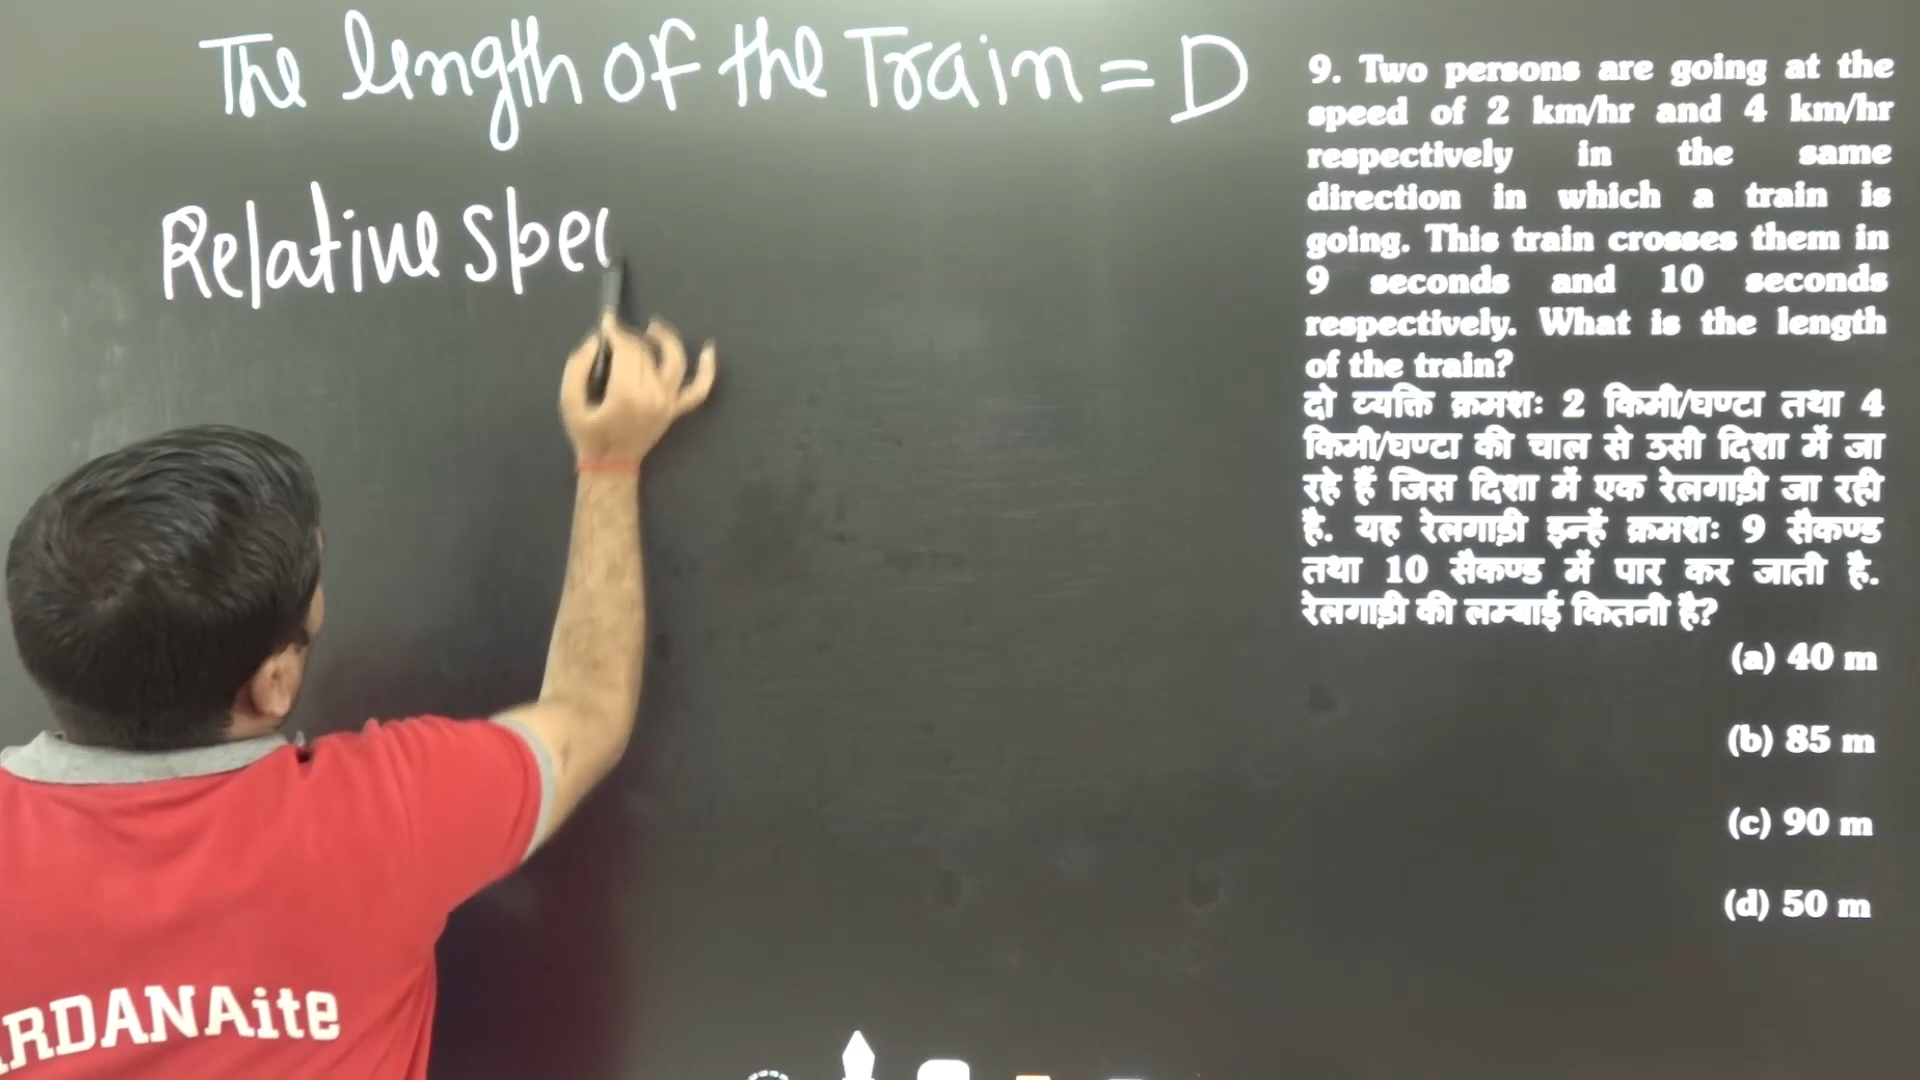 The length of the Train = D
Relative spe
9. Two persons are going at the
speed of 2 km/hr and 4 km/hr
respectively in the same
direction in which a train is
going. This train crosses them in
9 seconds and 10 seconds
respectively. What is the length
of the train?
दो व्यक्ति क्रमशः 2 किमी/घण्टा तथा 4
किमी/घण्टा की चाल से उसी दिशा में जा
रहे हैं जिस दिशा में एक रेलगाड़ी जा रही
है. यह रेलगाड़ी इन्हें क्रमशः 9 सैकण्ड
तथा 10 सैकण्ड में पार कर जाती है.
रेलगाड़ी की लम्बाई कितनी है?
(a) 40 m
(b) 85 m
(c) 90 m
(d) 50 m
RDANAite